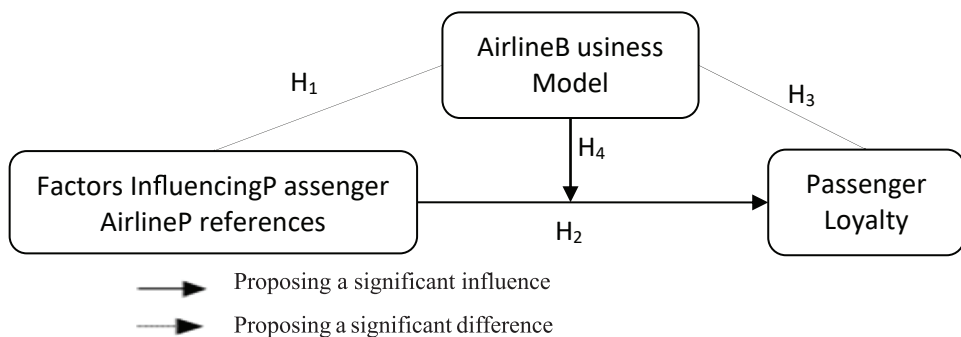 AirlineB usiness
Model
H₁
H₃
H₄
Factors InfluencingP assenger
AirlineP references
Passenger
Loyalty
H₂
Proposing a significant influence
Proposing a significant difference